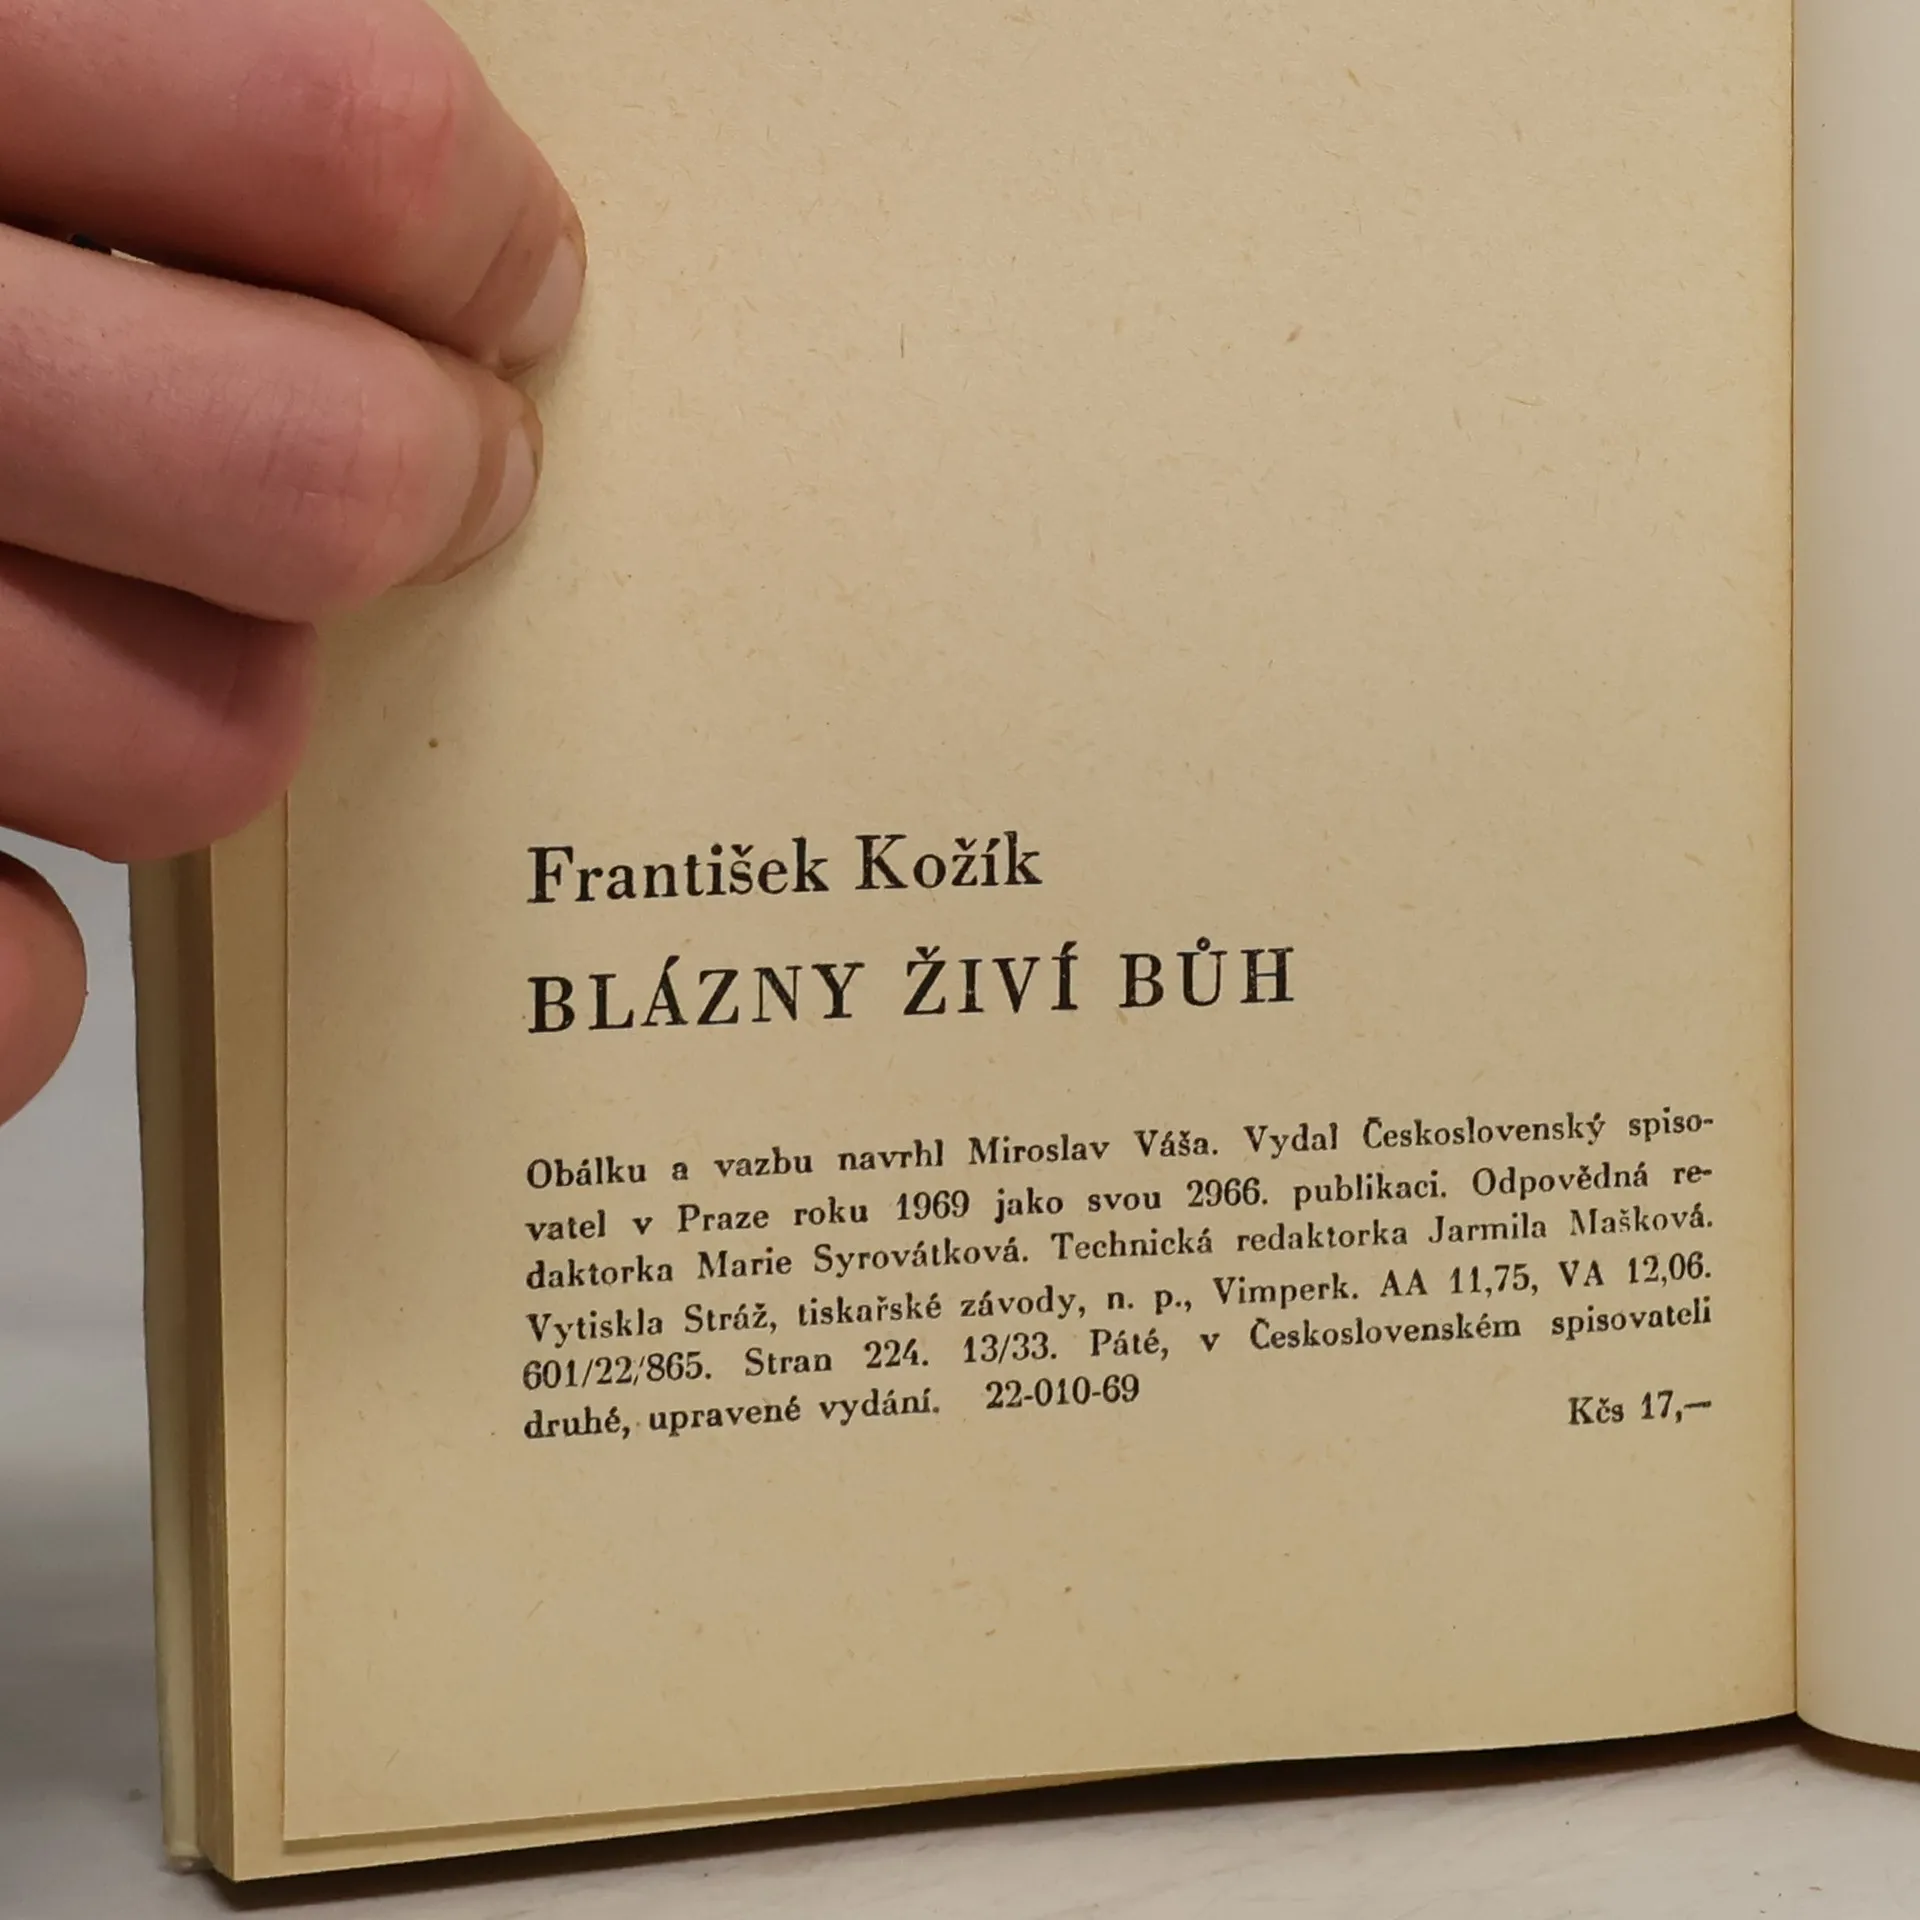 František Kožík
BLÁZNY ŽIVÍ BŮH
Obálku a vazbu navrhl Miroslav Váša. Vydal Československý spiso-
vatel v Praze roku 1969 jako svou 2966. publikaci. Odpovědná re-
daktorka Marie Syrovátková. Technická redaktorka Jarmila Mašková.
Vytiskla Stráž, tiskařské závody, n. p., Vimperk. AA 11,75, VA 12,06.
601/22/865. Stran 224. 13/33. Páté, v Československém spisovateli
druhé, upravené vydání. 22-010-69 Kčs 17,—